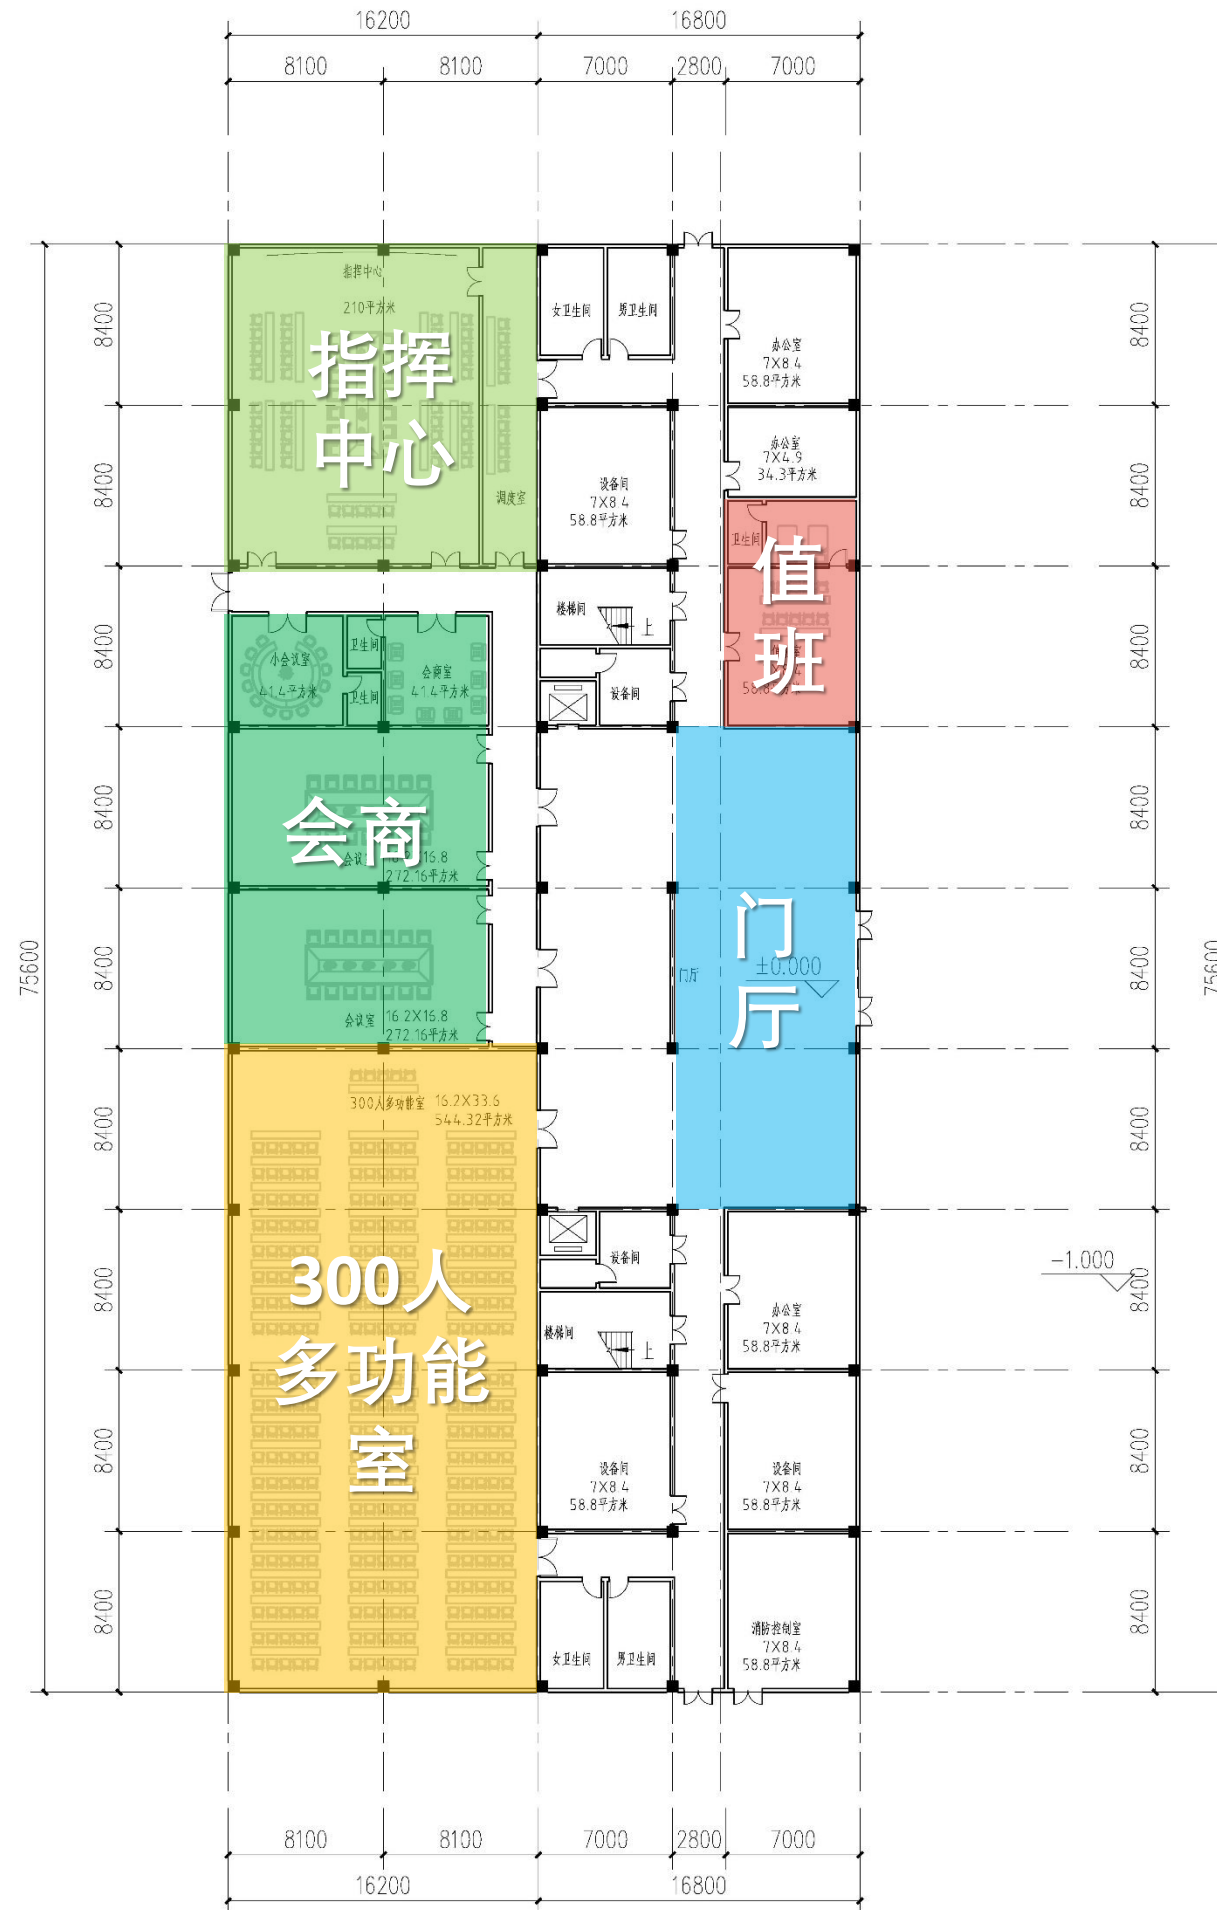 16200
16800
8100
8100
7000
2800
7000
指挥中心
210平方米
指挥
中心
调度室
女卫生间
男卫生间
办公室
7X8.4
58.8平方米
办公室
7X4.9
34.3平方米
设备间
7X8.4
58.8平方米
卫生间
值
班
楼梯间
上
设备间
小会议室
41.4平方米
卫生间
卫生间
会商室
41.4平方米
会商
16.8
272.16平方米
会议室
16.2X16.8
272.16平方米
门厅
±0.000
门
厅
300人多功能室
16.2X33.6
544.32平方米
300人
多功能
室
设备间
楼梯间
上
办公室
7X8.4
58.8平方米
-1.000
设备间
7X8.4
58.8平方米
设备间
7X8.4
58.8平方米
女卫生间
男卫生间
消防控制室
7X8.4
58.8平方米
8400
8400
8400
8400
8400
8400
8400
8400
8400
75600
8400
8400
8400
8400
8400
8400
8400
8400
8400
75600
8100
8100
7000
2800
7000
16200
16800